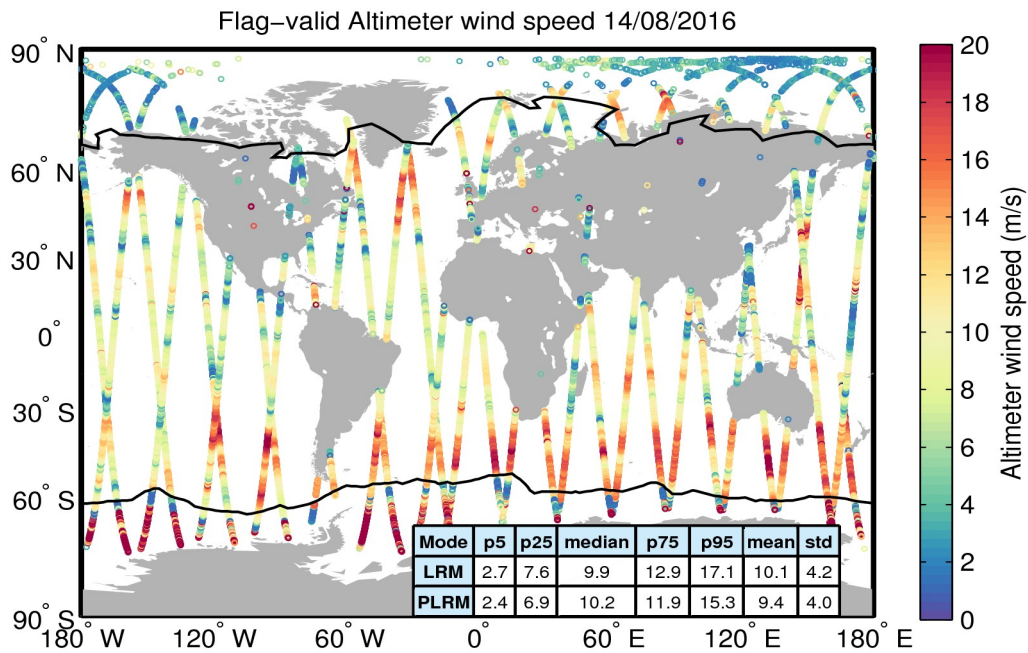 Flag−valid Altimeter wind speed 14/08/2016
90° N
60° N
30° N
0°
30° S
60° S
90° S
180° W
120° W
60° W
0°
60° E
120° E
180° E
Mode p5 p25 median p75 p95 mean std
LRM 2.7 7.6 9.9 12.9 17.1 10.1 4.2
PLRM 2.4 6.9 10.2 11.9 15.3 9.4 4.0
20
18
16
14
12
10
8
6
4
2
0
Altimeter wind speed (m/s)